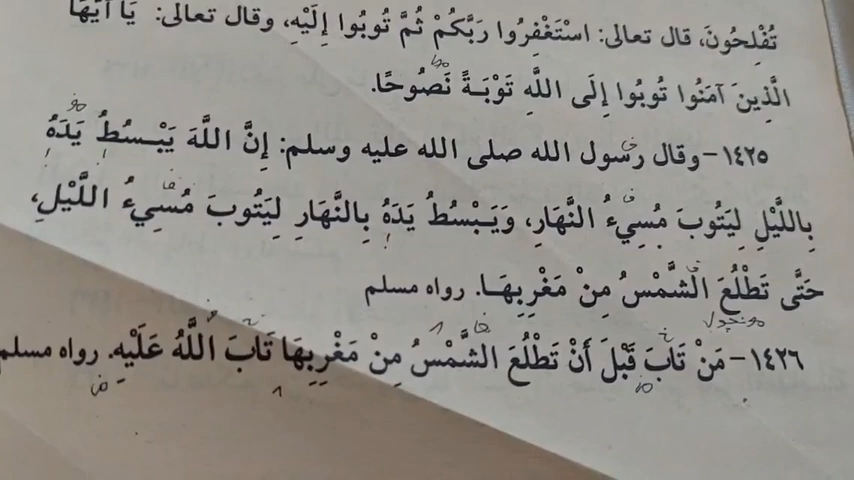 تُفْلِحُونَ، قال تعالى: اسْتَغْفِرُوا رَبَّكُمْ ثُمَّ تُوبُوا إِلَيْهِ، وقال تعالى: يَا أَيُّهَا
الَّذِينَ آمَنُوا تُوبُوا إِلَى اللَّهِ تَوْبَةً نَصُوحًا.
١٤٢٥- وقال رسول الله صلى الله عليه وسلم: إِنَّ اللَّهَ يَبْسُطُ يَدَهُ
بِاللَّيْلِ لِيَتُوبَ مُسِيءُ النَّهَارِ، وَيَبْسُطُ يَدَهُ بِالنَّهَارِ لِيَتُوبَ مُسِيءُ اللَّيْلِ،
حَتَّى تَطْلُعَ الشَّمْسُ مِنْ مَغْرِبِهَا. رواه مسلم
١٤٢٦- مَنْ تَابَ قَبْلَ أَنْ تَطْلُعَ الشَّمْسُ مِنْ مَغْرِبِهَا تَابَ اللَّهُ عَلَيْهِ. رواه مسلم